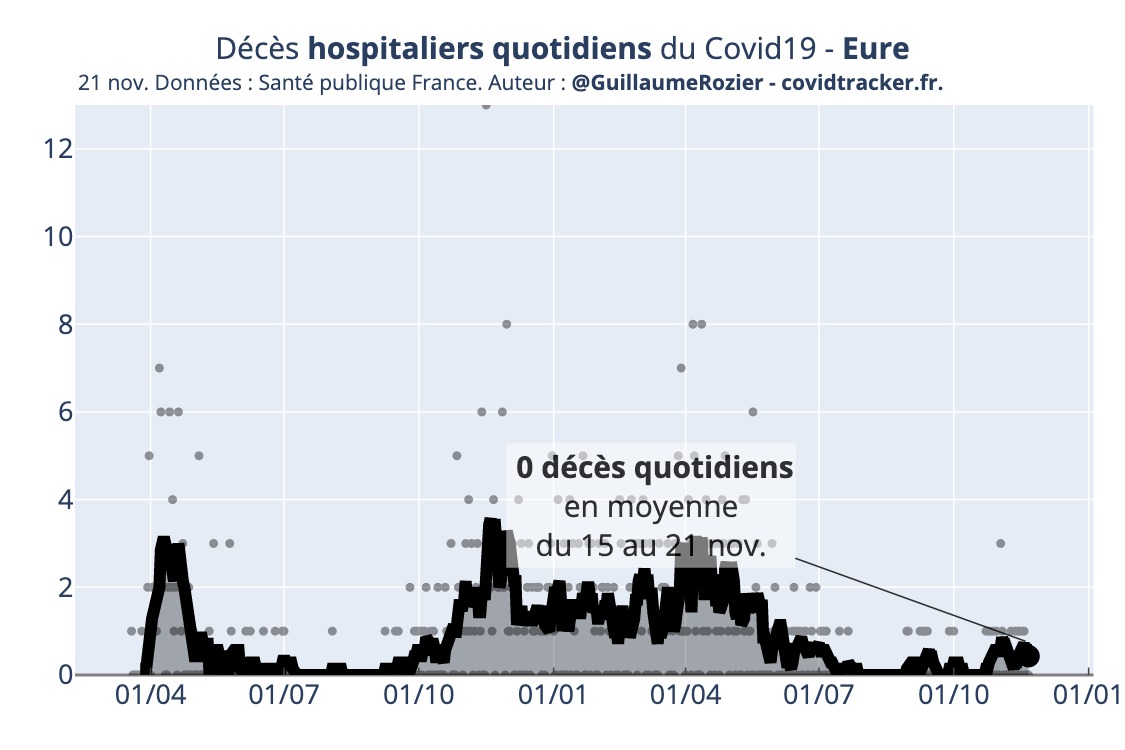 Décès hospitaliers quotidiens du Covid19 - Eure
21 nov. Données : Santé publique France. Auteur : @GuillaumeRozier - covidtracker.fr.
12
10
8
6
4
2
0
0 décès quotidiens
en moyenne
du 15 au 21 nov.
01/04 01/07 01/10 01/01 01/04 01/07 01/10 01/01